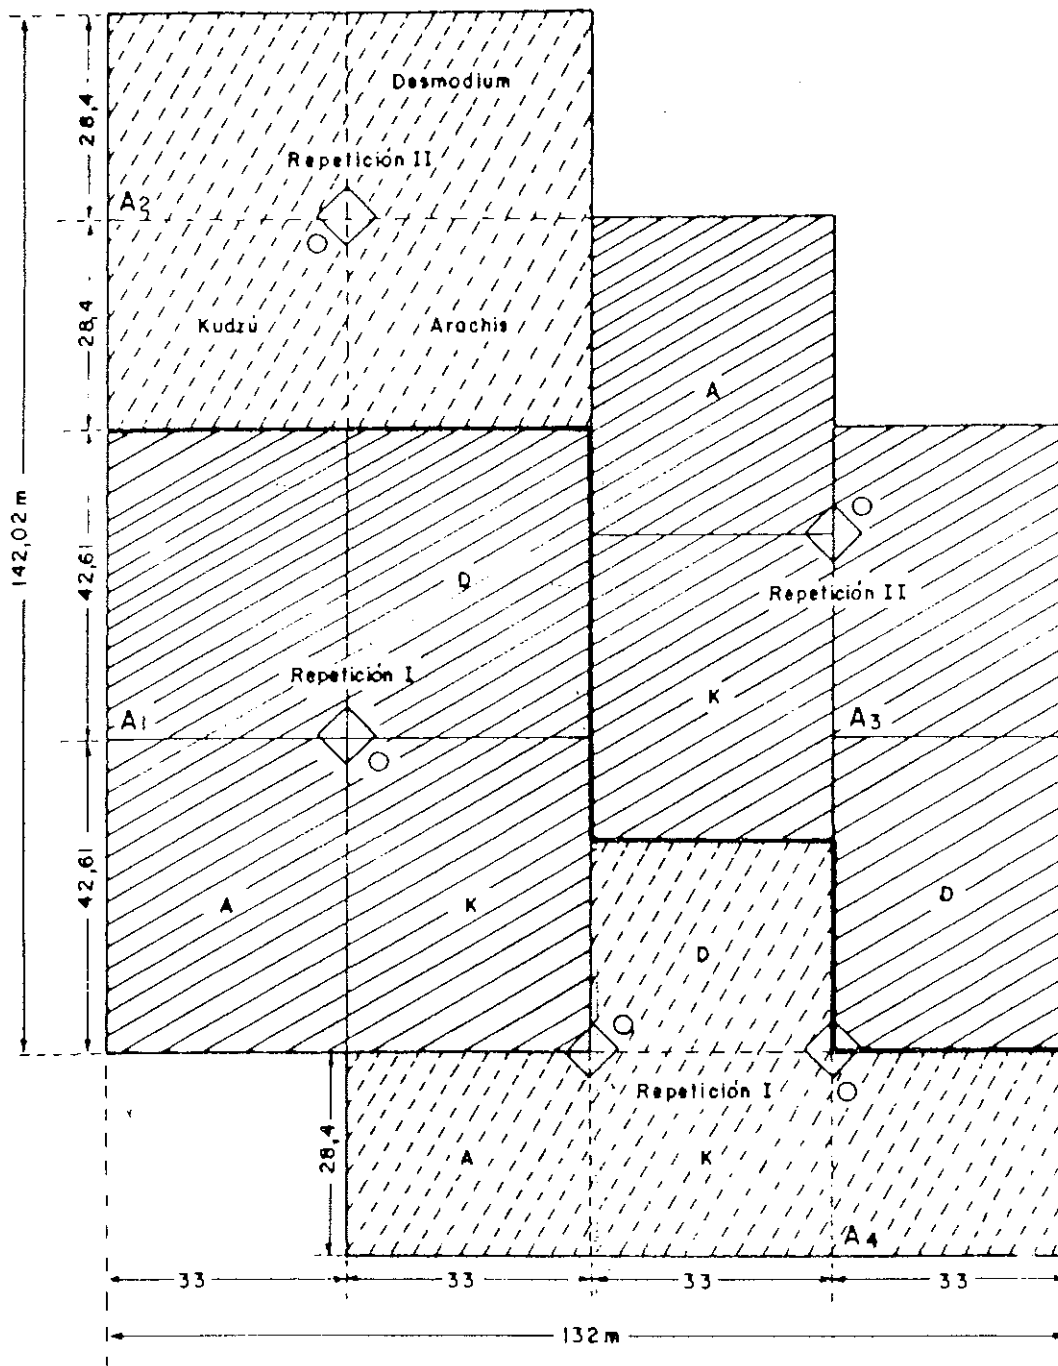 Desmodium
28,4
Repetición II
A2
28,4
Kudzú
Arachis
A
142,02 m
42,61
D
Repetición II
Repetición I
K
A1
A3
42,61
A
K
D
D
Repetición I
28,4
A
K
A4
33
33
33
33
132 m